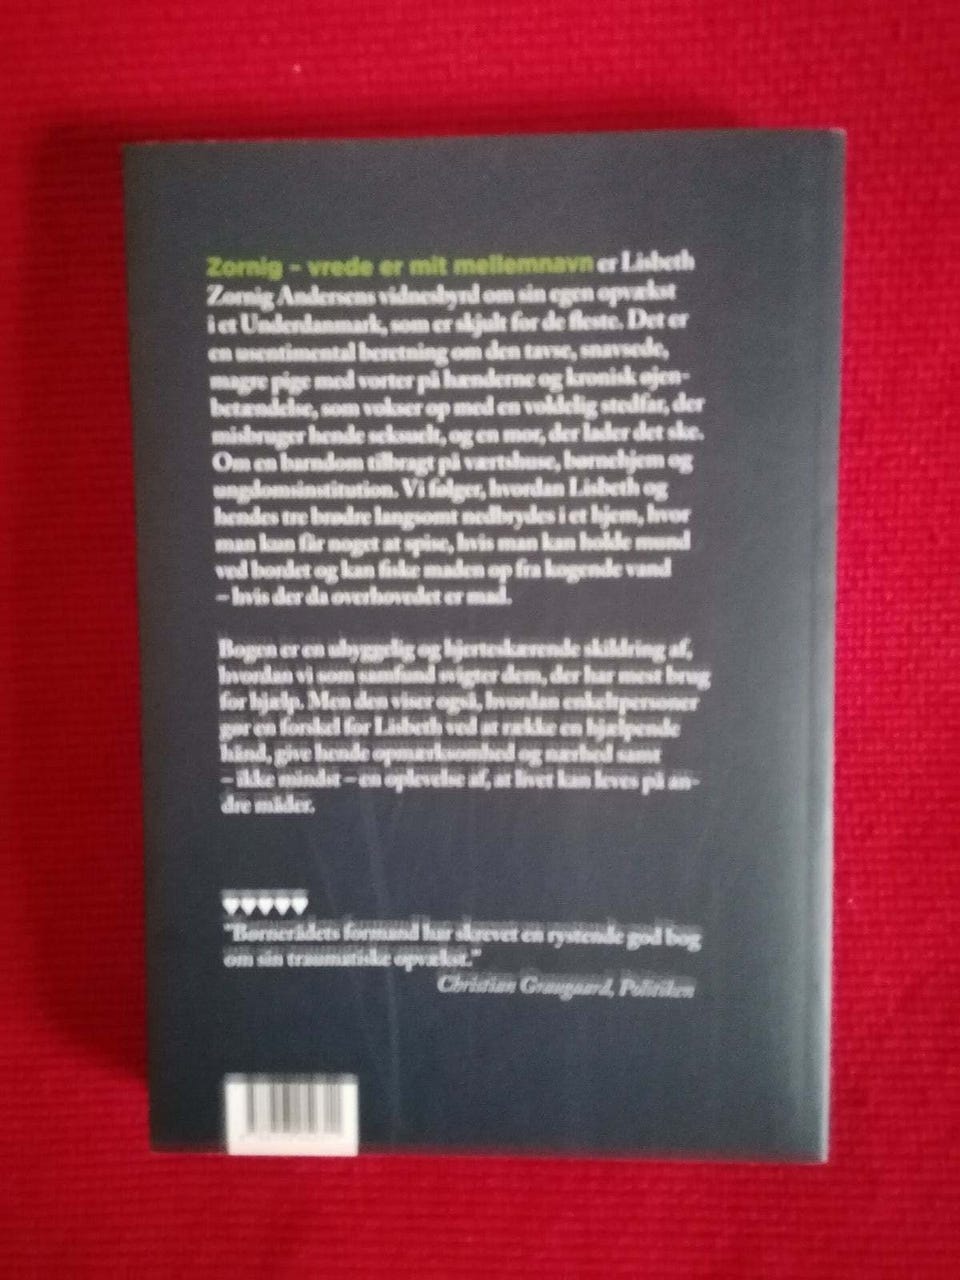 Zornig – vrede er mit mellemnavn er Lisbeth
Zornig Andersens vidnesbyrd om sin egen opvækst
i et Underdanmark, som er skjult for de fleste. Det er
en usentimental beretning om den tavse, snavsede,
magre pige med vorter på hænderne og kronisk øjen-
betændelse, som vokser op med en voldelig stedfar, der
misbruger hende seksuelt, og en mor, der lader det ske.
Om en barndom tilbragt på værtshuse, børnehjem og
ungdomsinstitution. Vi følger, hvordan Lisbeth og
hendes tre brødre langsomt nedbrydes i et hjem, hvor
man kun får noget at spise, hvis man kan holde mund
ved bordet og kan fiske maden op fra kogende vand
– hvis der da overhovedet er mad.
Bogen er en uhyggelig og hjerteskærende skildring af,
hvordan vi som samfund svigter dem, der har mest brug
for hjælp. Men den viser også, hvordan enkeltpersoner
gør en forskel for Lisbeth ved at række en hjælpende
hånd, give hende opmærksomhed og nærhed samt
– ikke mindst – en oplevelse af, at livet kan leves på an-
dre måder.
♥♥♥♥♥
"Børnerådets formand har skrevet en rystende god bog
om sin traumatiske opvækst."
Christian Graugaard, Politiken